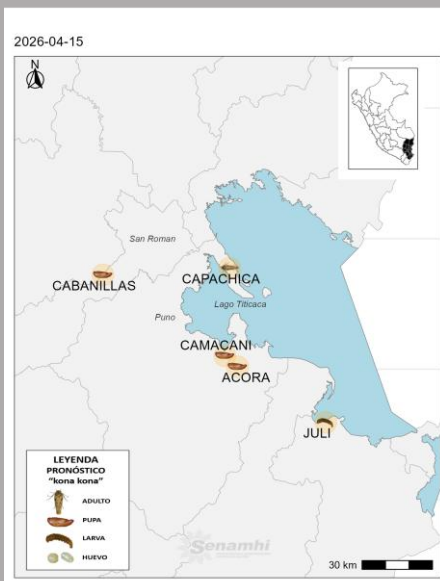 2026-04-15
N
San Roman
CABANILLAS
CAPACHICA
Lago Titicaca
Puno
CAMACANI
ACORA
JULI
LEYENDA
PRONÓSTICO
"kona kona"
ADULTO
PUPA
LARVA
HUEVO
Senamhi
30 km